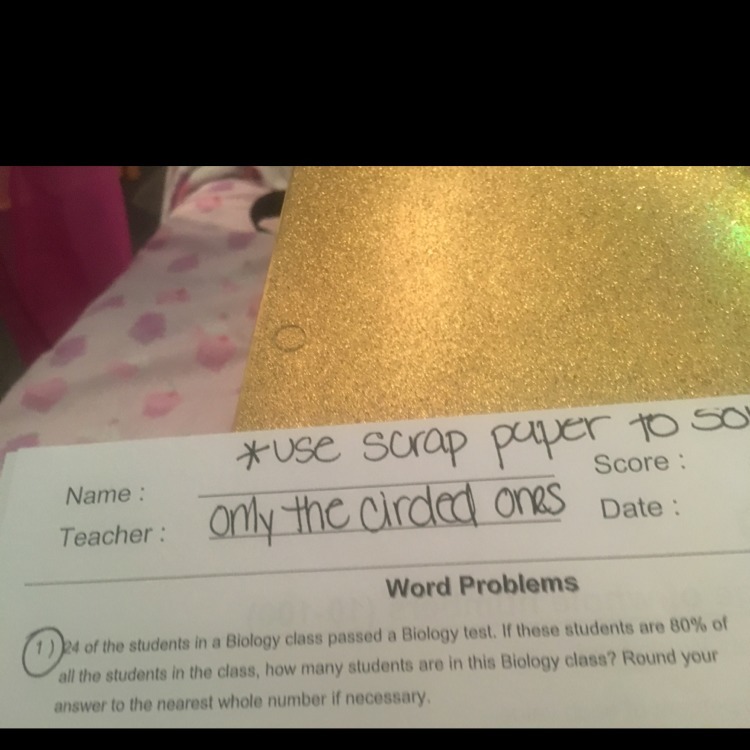 *use scrap paper to
Name :
Score :
Teacher : only the circled ones
Date :
Word Problems
1 ) 24 of the students in a Biology class passed a Biology test. If these students are 80% of
all the students in the class, how many students are in this Biology class? Round your
answer to the nearest whole number if necessary.